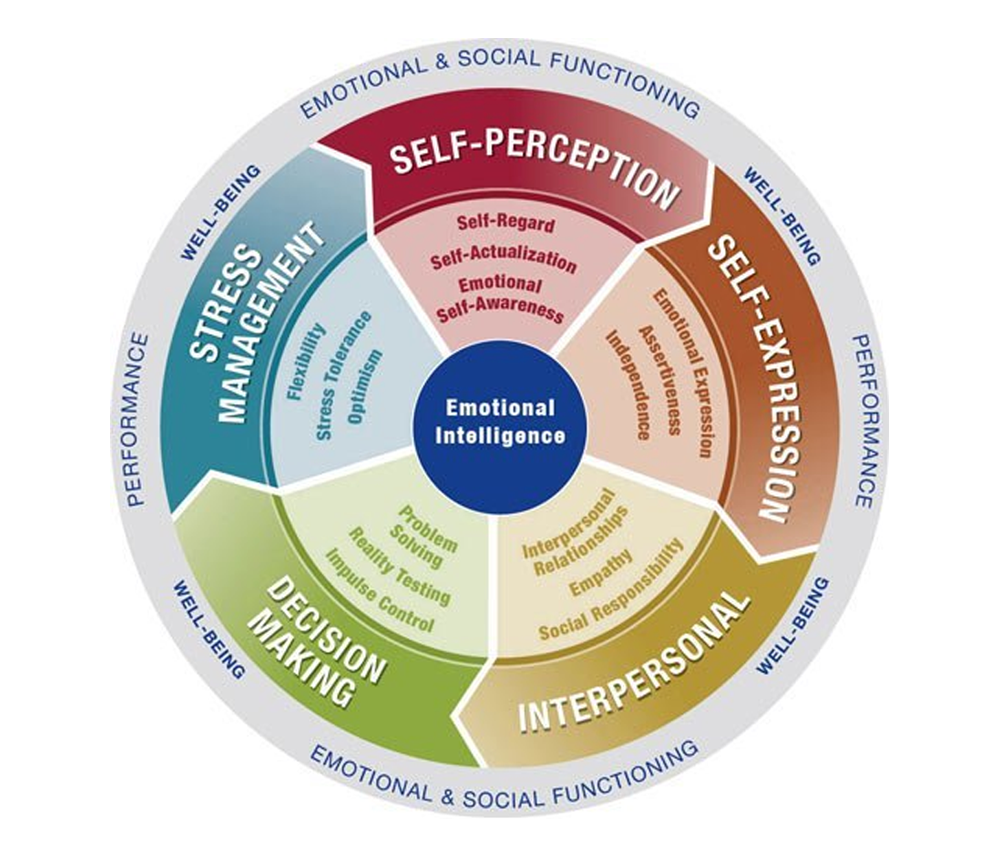 EMOTIONAL & SOCIAL FUNCTIONING
WELL-BEING
WELL-BEING
PERFORMANCE
PERFORMANCE
WELL-BEING
WELL-BEING
EMOTIONAL & SOCIAL FUNCTIONING
SELF-PERCEPTION
Self-Regard
Self-Actualization
Emotional
Self-Awareness
SELF-EXPRESSION
Emotional Expression
Assertiveness
Independence
INTERPERSONAL
Interpersonal
Relationships
Empathy
Social Responsibility
DECISION
MAKING
Problem
Solving
Reality Testing
Impulse Control
STRESS
MANAGEMENT
Flexibility
Stress Tolerance
Optimism
Emotional
Intelligence